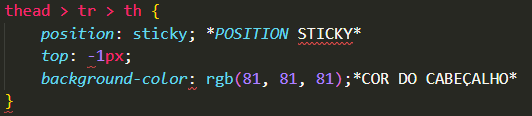 thead > tr > th {
position: sticky; *POSITION STICKY*
top: -1px;
background-color: rgb(81, 81, 81);*COR DO CABEÇALHO*
}